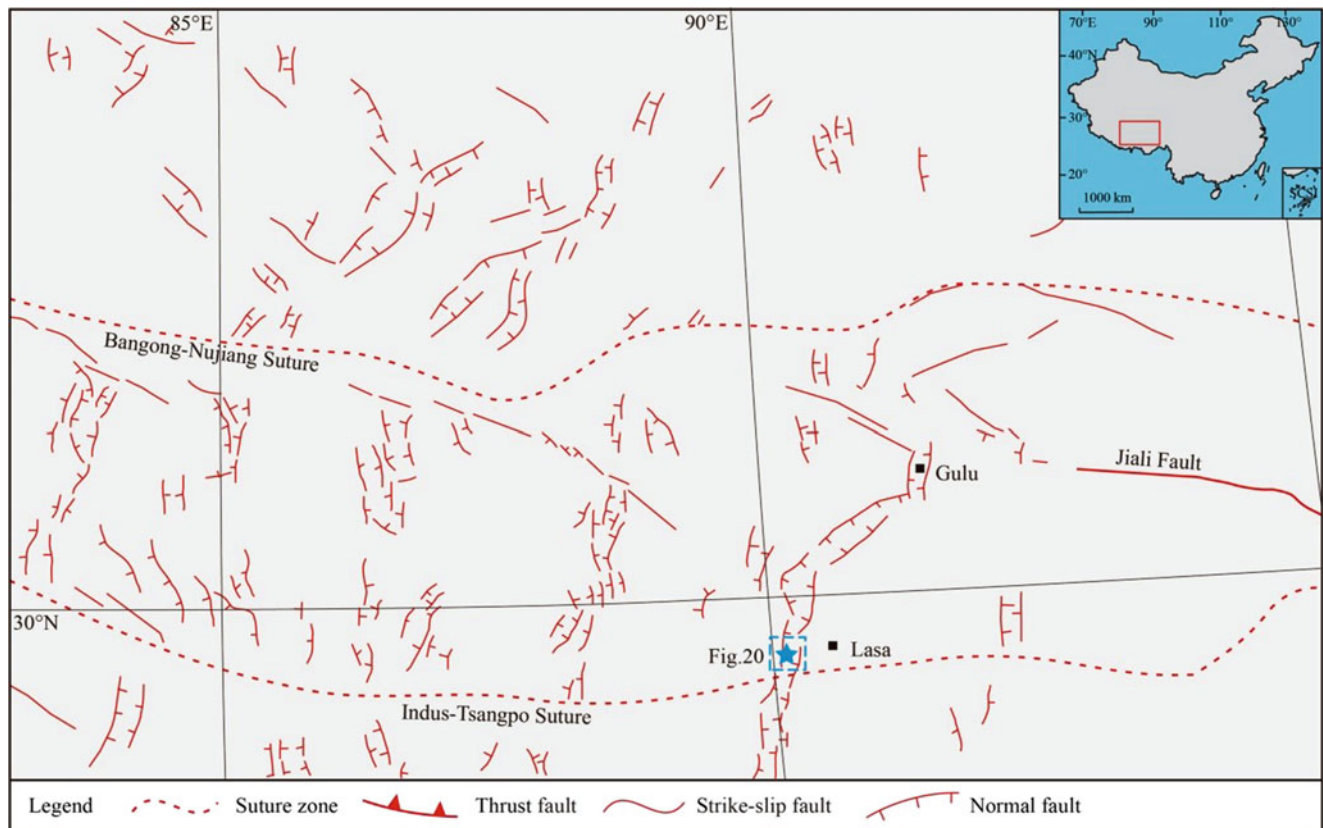 85°E
90°E
70°E
90°
110°
130°
40°N
30°
20°
1000 km
SCSI
Bangong-Nujiang Suture
Jiali Fault
Gulu
30°N
Fig.20
Lasa
Indus-Tsangpo Suture
Legend
Suture zone
Thrust fault
Strike-slip fault
Normal fault